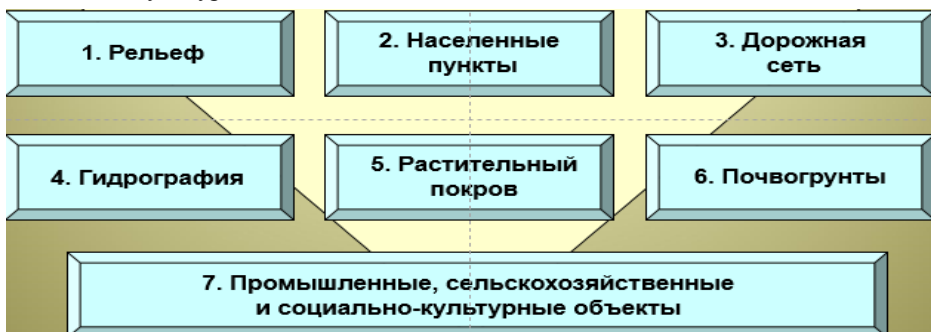 1. Рельеф
2. Населенные
пункты
3. Дорожная
сеть
4. Гидрография
5. Растительный
покров
6. Почвогрунты
7. Промышленные, сельскохозяйственные
и социально-культурные объекты